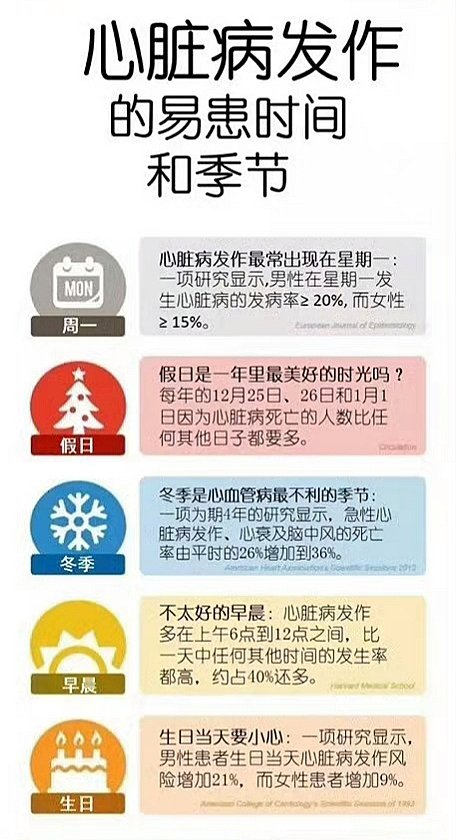 心脏病发作
的易患时间
和季节
MON
周一
心脏病发作最常出现在星期一：
一项研究显示,男性在星期一发
生心脏病的发病率≥ 20%, 而女性
≥ 15%。
European Journal of Epidemiology
假日
假日是一年里最美好的时光吗？
每年的12月25日、26日和1月1
日因为心脏病死亡的人数比任
何其他日子都要多。
Circulation
冬季
冬季是心血管病最不利的季节：
一项为期4年的研究显示，急性心
脏病发作、心衰及脑中风的死亡
率由平时的26%增加到36%。
American Heart Association's Scientific Sessions 2012
早晨
不太好的早晨：心脏病发作
多在上午6点到12点之间，比
一天中任何其他时间的发生率
都高，约占40%还多。
Harvard Medical School
生日
生日当天要小心：一项研究显示，
男性患者生日当天心脏病发作风
险增加21%，而女性患者增加9%。
American College of Cardiology's Scientific Sessions of 1993